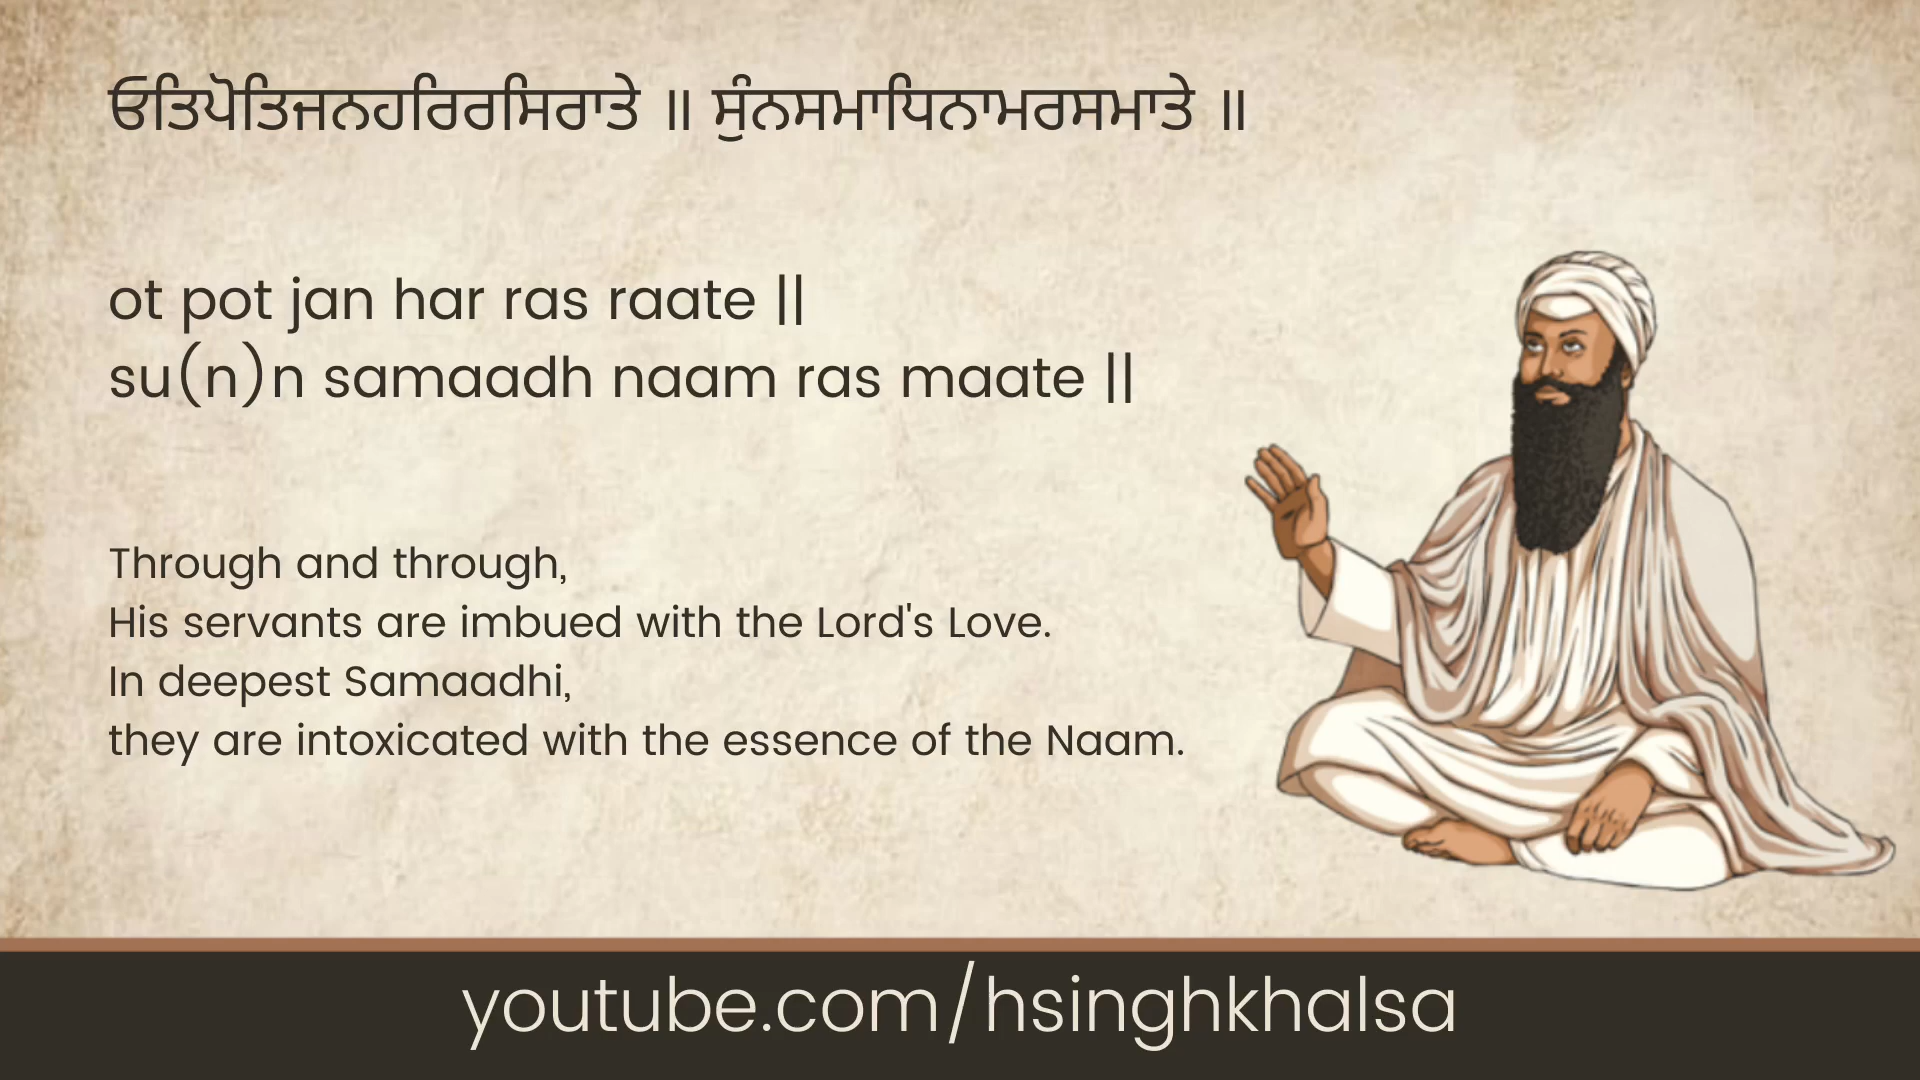 ਓਤਿਪੋਤਿਜਨਹਰਿਰਸਿਰਾਤੇ ॥ ਸੁੰਨਸਮਾਧਿਨਾਮਰਸਮਾਤੇ ॥
ot pot jan har ras raate ||
su(n)n samaadh naam ras maate ||
Through and through,
His servants are imbued with the Lord's Love.
In deepest Samaadhi,
they are intoxicated with the essence of the Naam.
youtube.com/hsinghkhalsa